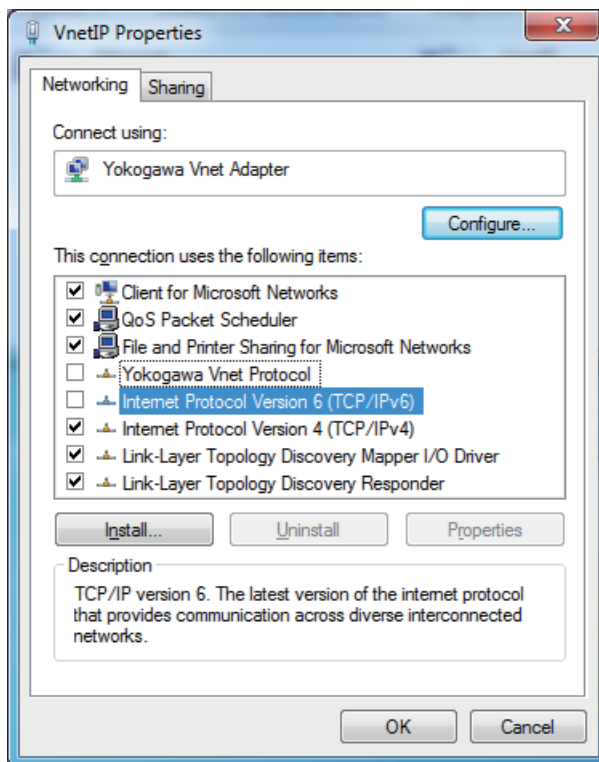 VnetIP Properties
Networking
Sharing
Connect using:
Yokogawa Vnet Adapter
Configure...
This connection uses the following items:
Client for Microsoft Networks
QoS Packet Scheduler
File and Printer Sharing for Microsoft Networks
Yokogawa Vnet Protocol
Internet Protocol Version 6 (TCP/IPv6)
Internet Protocol Version 4 (TCP/IPv4)
Link-Layer Topology Discovery Mapper I/O Driver
Link-Layer Topology Discovery Responder
Install...
Uninstall
Properties
Description
TCP/IP version 6. The latest version of the internet protocol
that provides communication across diverse interconnected
networks.
OK
Cancel